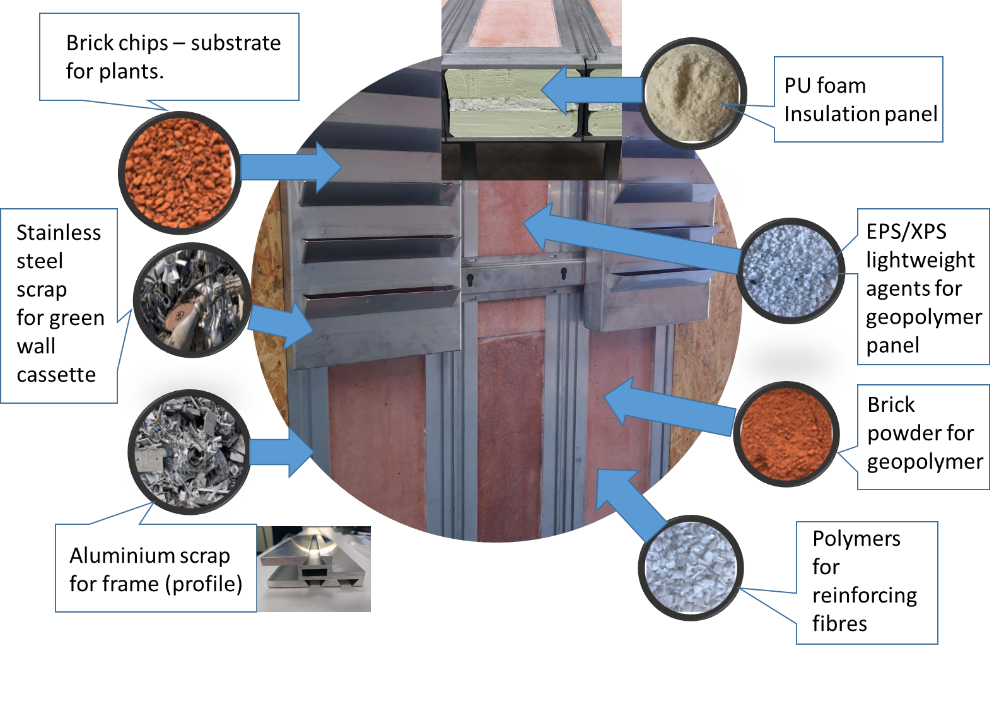 Brick chips – substrate
for plants.
PU foam
Insulation panel
Stainless
steel
scrap
for green
wall
cassette
EPS/XPS
lightweight
agents for
geopolymer
panel
Brick
powder for
geopolymer
Aluminium scrap
for frame (profile)
Polymers
for
reinforcing
fibres